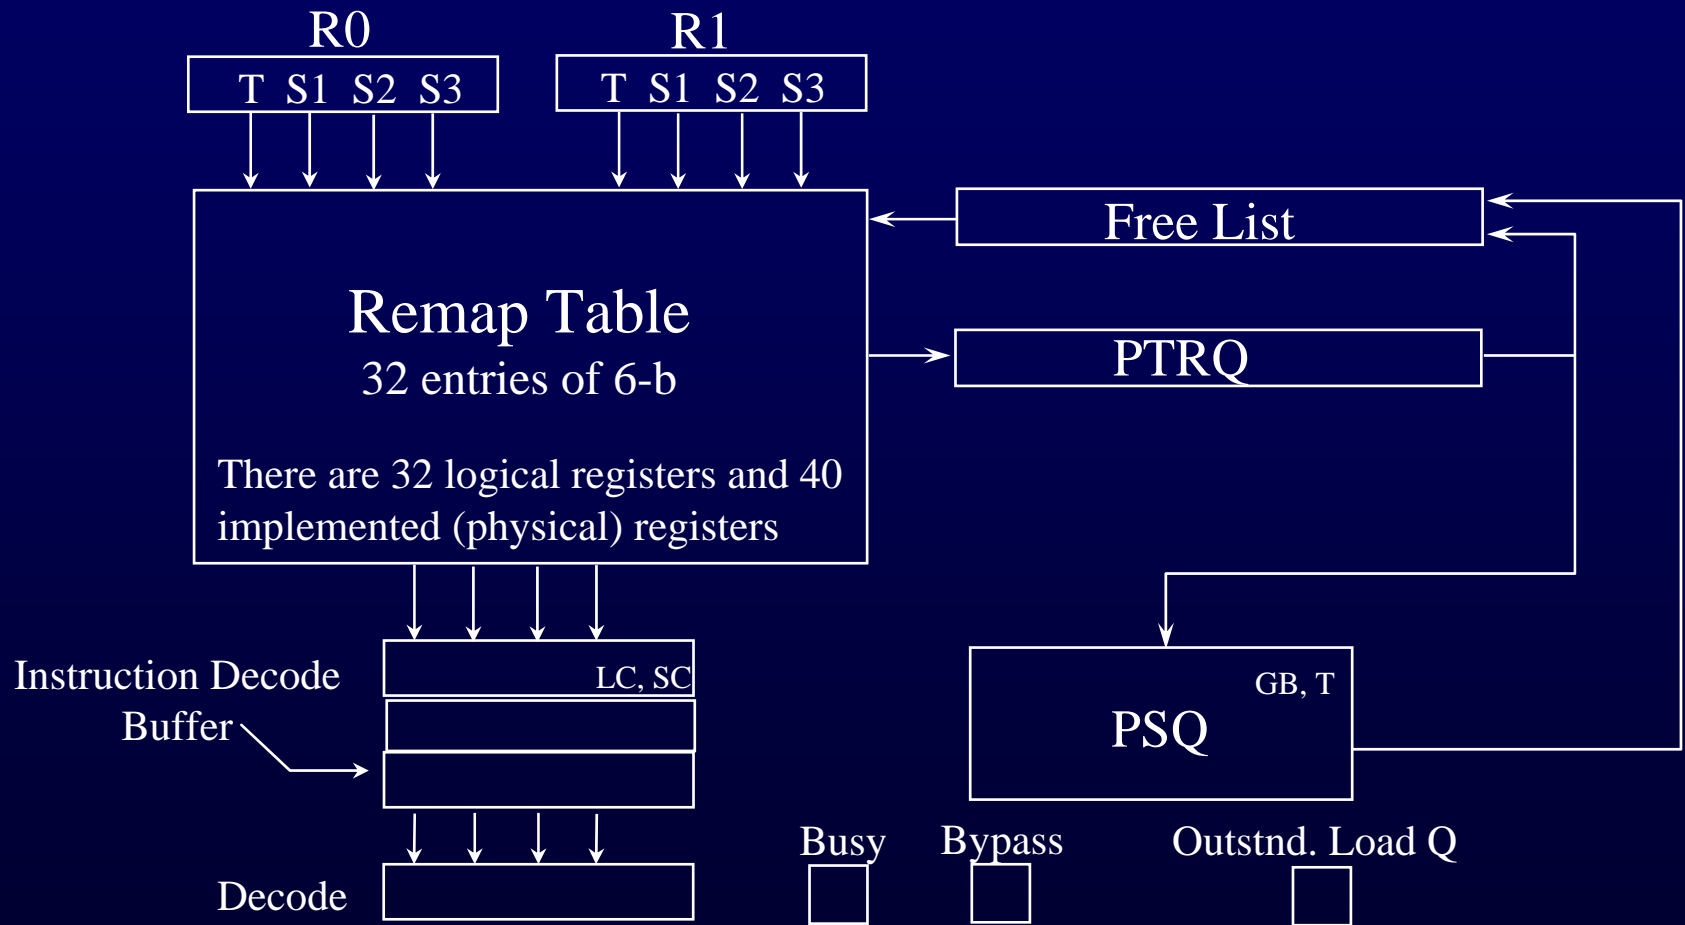 R0
R1
T S1 S2 S3
T S1 S2 S3
Free List
Remap Table
32 entries of 6-b
PTRQ
There are 32 logical registers and 40
implemented (physical) registers
Instruction Decode
Buffer
LC, SC
GB, T
PSQ
Busy
Bypass
Outstnd. Load Q
Decode